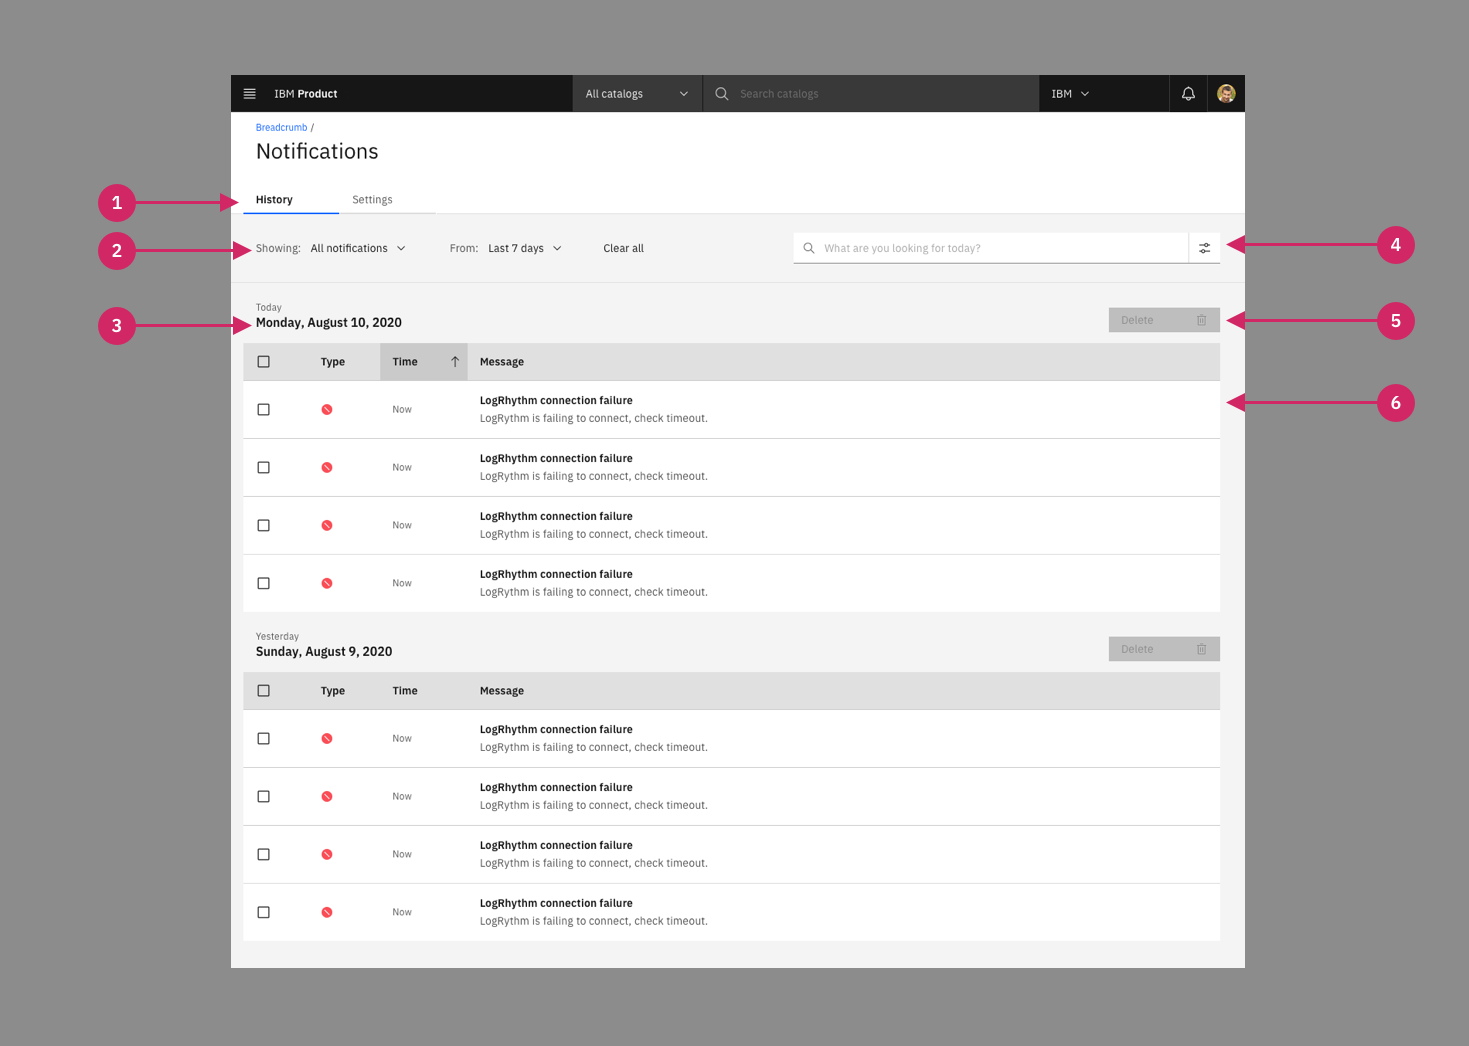 IBM Product
All catalogs
Search catalogs
IBM
Breadcrumb /
Notifications
1
History
Settings
2
Showing: All notifications
From: Last 7 days
Clear all
What are you looking for today?
4
Today
3
Monday, August 10, 2020
Delete
5
Type
Time
Message
LogRhythm connection failure
Now
LogRythm is failing to connect, check timeout.
6
LogRhythm connection failure
Now
LogRythm is failing to connect, check timeout.
LogRhythm connection failure
Now
LogRythm is failing to connect, check timeout.
LogRhythm connection failure
Now
LogRythm is failing to connect, check timeout.
Yesterday
Sunday, August 9, 2020
Delete
Type
Time
Message
LogRhythm connection failure
Now
LogRythm is failing to connect, check timeout.
LogRhythm connection failure
Now
LogRythm is failing to connect, check timeout.
LogRhythm connection failure
Now
LogRythm is failing to connect, check timeout.
LogRhythm connection failure
Now
LogRythm is failing to connect, check timeout.